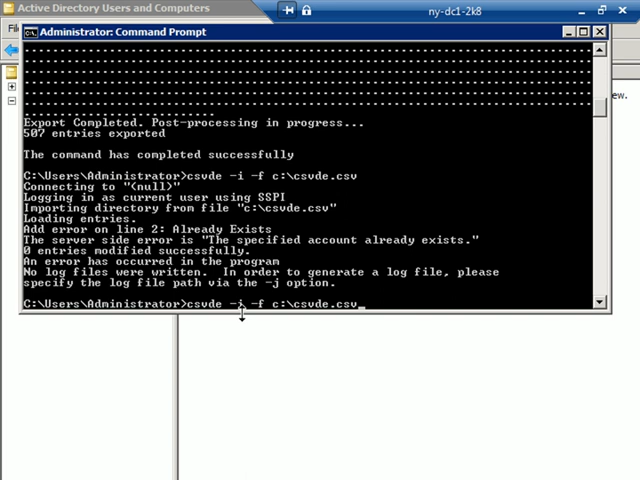 Active Directory Users and Computers
ny-dc1-2k8
Administrator: Command Prompt
Export Completed. Post-processing in progress...
507 entries exported
The command has completed successfully
C:\Users\Administrator>csvde -i -f c:\csvde.csv
Connecting to "(null)"
Logging in as current user using SSPI
Importing directory from file "c:\csvde.csv"
Loading entries.
Add error on line 2: Already Exists
The server side error is "The specified account already exists."
0 entries modified successfully.
An error has occurred in the program
No log files were written.  In order to generate a log file, please
specify the log file path via the -j option.
C:\Users\Administrator>csvde -i -f c:\csvde.csv_